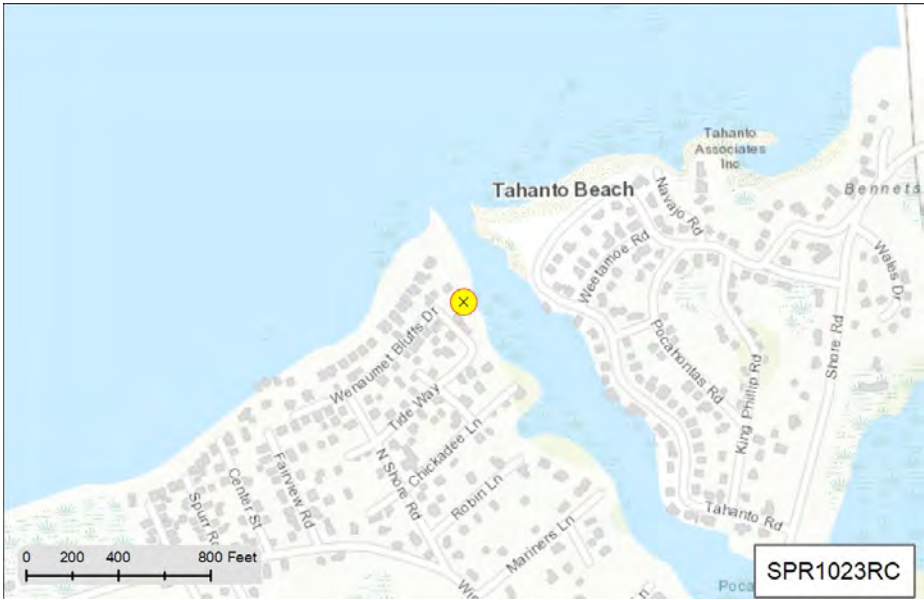 Tahanto
Associates
Inc
Tahanto Beach
Bennets
Navajo Rd
Weetamoe Rd
Wales Dr
Wenaumet Bluffs Dr
Pocahontas Rd
Shore Rd
King Phillip Rd
Tide Way
Chickadee Ln
N Shore Rd
Fairview Rd
Center St
Robin Ln
Spurr Rd
Tahanto Rd
Mariners Ln
0 200 400 800 Feet
SPR1023RC